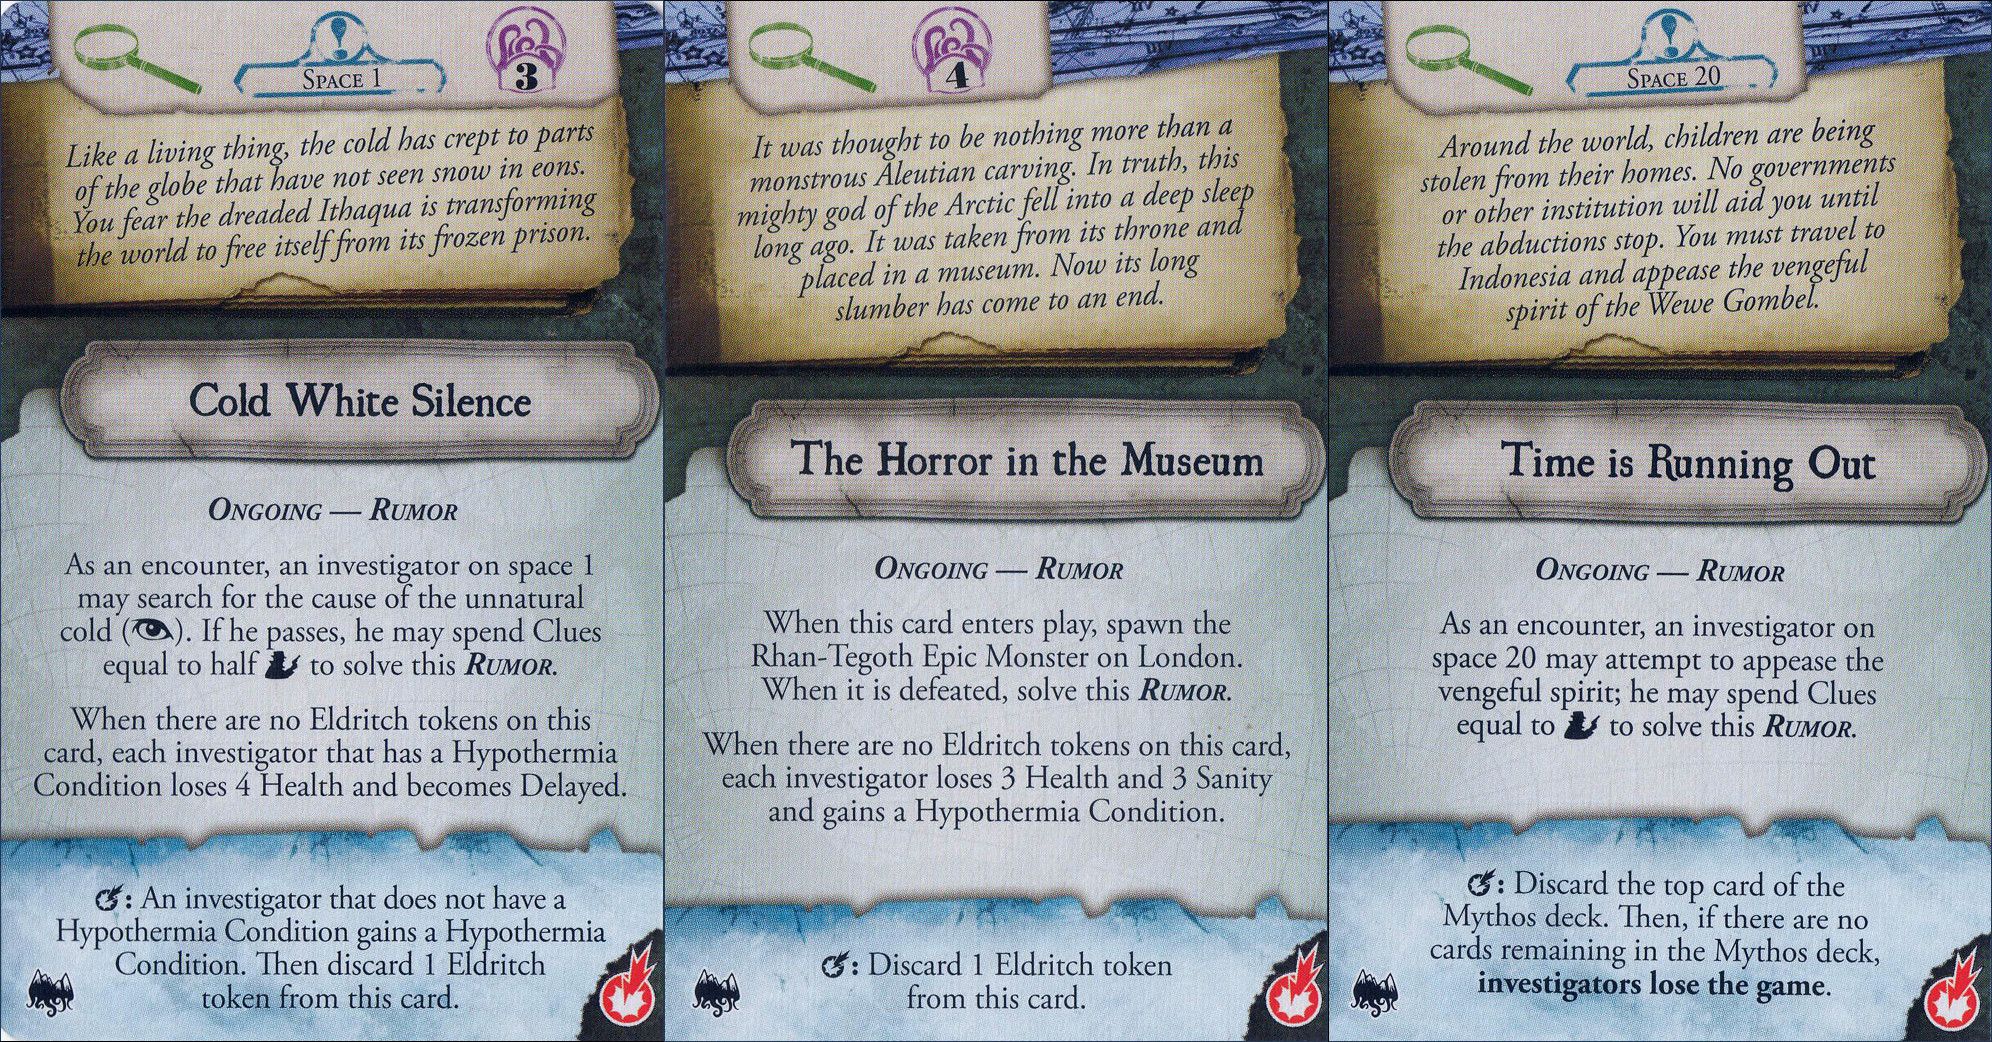 SPACE 1
3
Like a living thing, the cold has crept to parts
of the globe that have not seen snow in eons.
You fear the dreaded Ithaqua is transforming
the world to free itself from its frozen prison.
Cold White Silence
ONGOING — RUMOR
As an encounter, an investigator on space 1
may search for the cause of the unnatural
cold ( ). If he passes, he may spend Clues
equal to half to solve this RUMOR.
When there are no Eldritch tokens on this
card, each investigator that has a Hypothermia
Condition loses 4 Health and becomes Delayed.
: An investigator that does not have a
Hypothermia Condition gains a Hypothermia
Condition. Then discard 1 Eldritch
token from this card.
4
It was thought to be nothing more than a
monstrous Aleutian carving. In truth, this
mighty god of the Arctic fell into a deep sleep
long ago. It was taken from its throne and
placed in a museum. Now its long
slumber has come to an end.
The Horror in the Museum
ONGOING — RUMOR
When this card enters play, spawn the
Rhan-Tegoth Epic Monster on London.
When it is defeated, solve this RUMOR.
When there are no Eldritch tokens on this card,
each investigator loses 3 Health and 3 Sanity
and gains a Hypothermia Condition.
: Discard 1 Eldritch token
from this card.
SPACE 20
Around the world, children are being
stolen from their homes. No governments
or other institution will aid you until
the abductions stop. You must travel to
Indonesia and appease the vengeful
spirit of the Wewe Gombel.
Time is Running Out
ONGOING — RUMOR
As an encounter, an investigator on
space 20 may attempt to appease the
vengeful spirit; he may spend Clues
equal to to solve this RUMOR.
: Discard the top card of the
Mythos deck. Then, if there are no
cards remaining in the Mythos deck,
investigators lose the game.